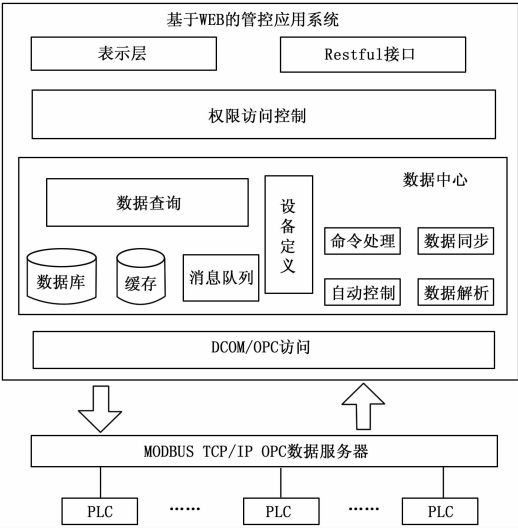 基于WEB的管控应用系统
表示层
Restful接口
权限访问控制
数据中心
数据查询
设备定义
命令处理
数据同步
数据库
缓存
消息队列
自动控制
数据解析
DCOM/OPC访问
MODBUS TCP/IP OPC数据服务器
PLC
……
PLC
……
PLC